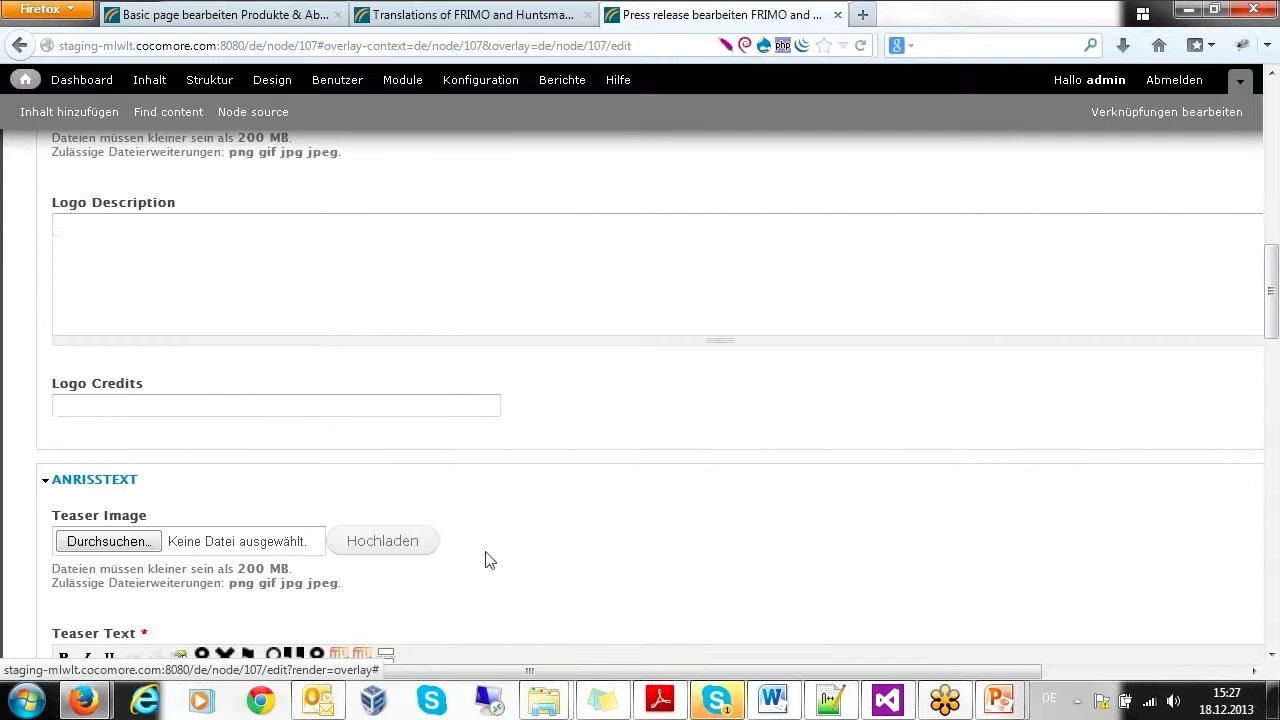 Firefox
Basic page bearbeiten Produkte & Ab...
Translations of FRIMO and Huntsma...
Press release bearbeiten FRIMO and ...
staging-mlwlt.cocomore.com:8080/de/node/107#overlay-context=de/node/107&overlay=de/node/107/edit
Dashboard Inhalt Struktur Design Benutzer Module Konfiguration Berichte Hilfe
Hallo admin Abmelden
Inhalt hinzufügen Find content Node source
Verknüpfungen bearbeiten
Dateien müssen kleiner sein als 200 MB.
Zulässige Dateierweiterungen: png gif jpg jpeg.
Logo Description
Logo Credits
ANRISSTEXT
Teaser Image
Durchsuchen... Keine Datei ausgewählt. Hochladen
Dateien müssen kleiner sein als 200 MB.
Zulässige Dateierweiterungen: png gif jpg jpeg.
Teaser Text *
staging-mlwlt.cocomore.com:8080/de/node/107/edit?render=overlay#
DE
15:27
18.12.2013